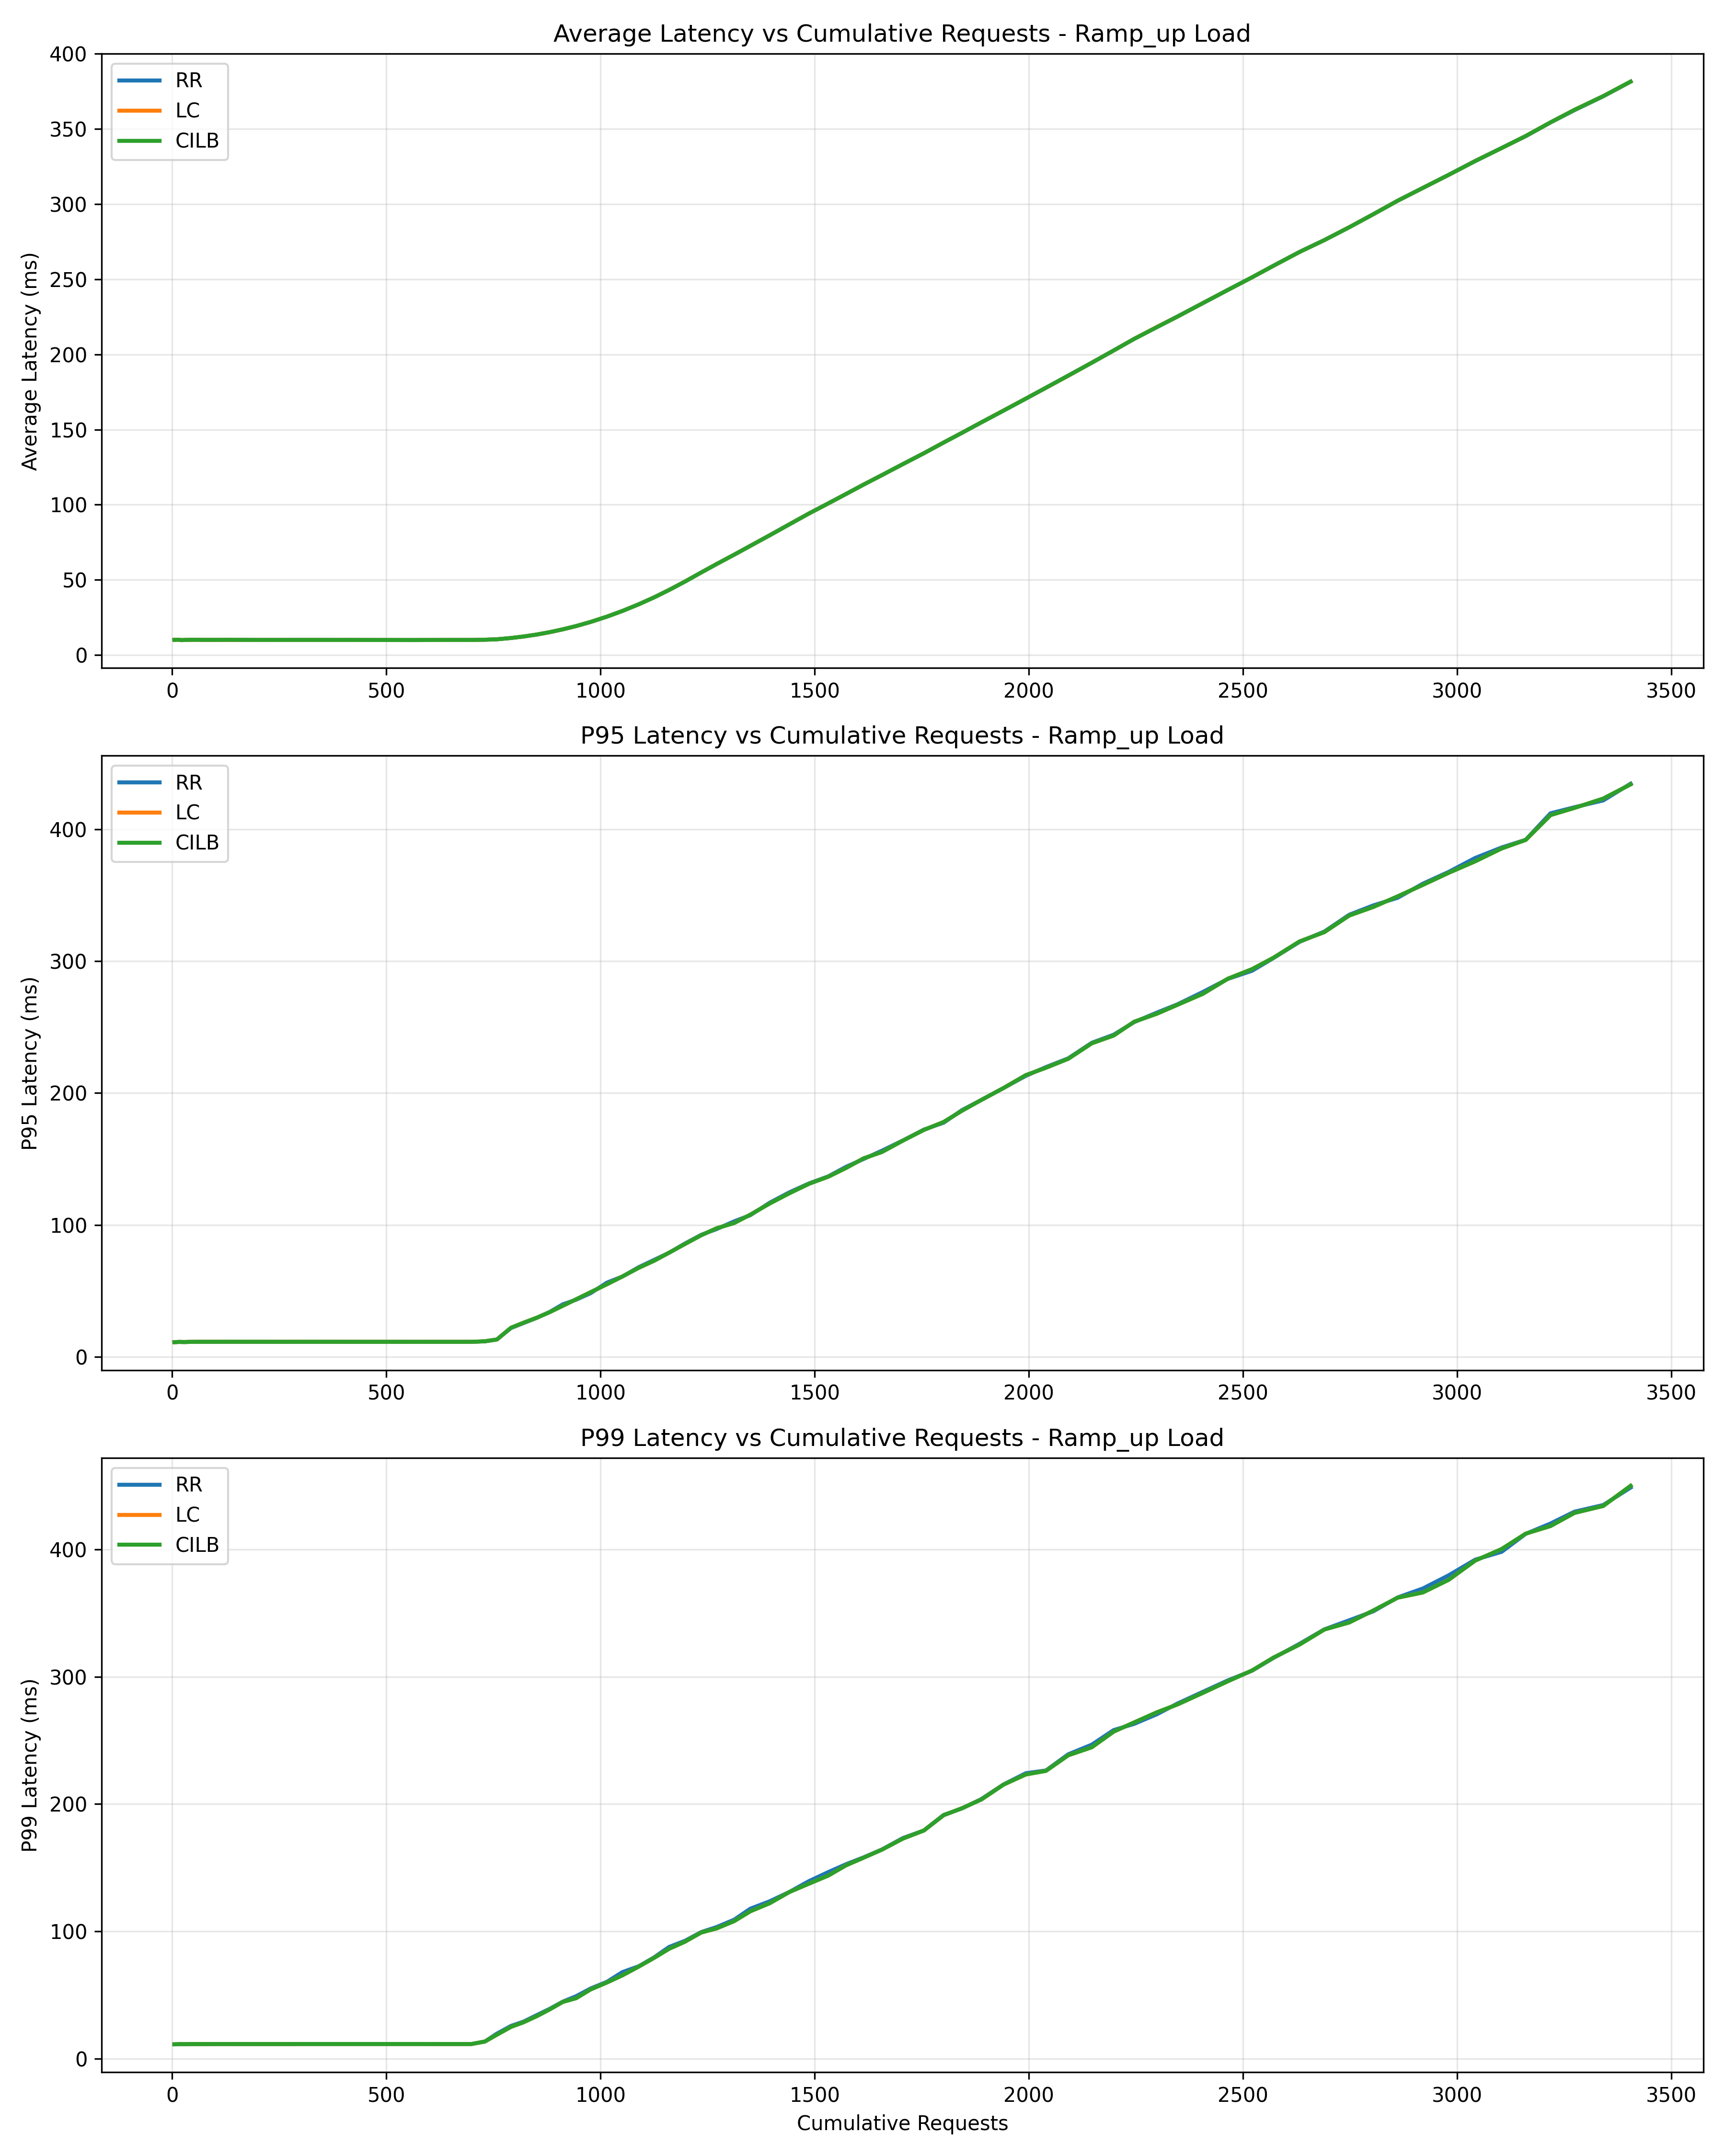 Average Latency vs Cumulative Requests - Ramp_up Load
Average Latency (ms)
400
350
300
250
200
150
100
50
0
RR
LC
CILB
0 500 1000 1500 2000 2500 3000 3500
P95 Latency vs Cumulative Requests - Ramp_up Load
P95 Latency (ms)
400
300
200
100
0
RR
LC
CILB
0 500 1000 1500 2000 2500 3000 3500
P99 Latency vs Cumulative Requests - Ramp_up Load
P99 Latency (ms)
400
300
200
100
0
RR
LC
CILB
0 500 1000 1500 2000 2500 3000 3500
Cumulative Requests